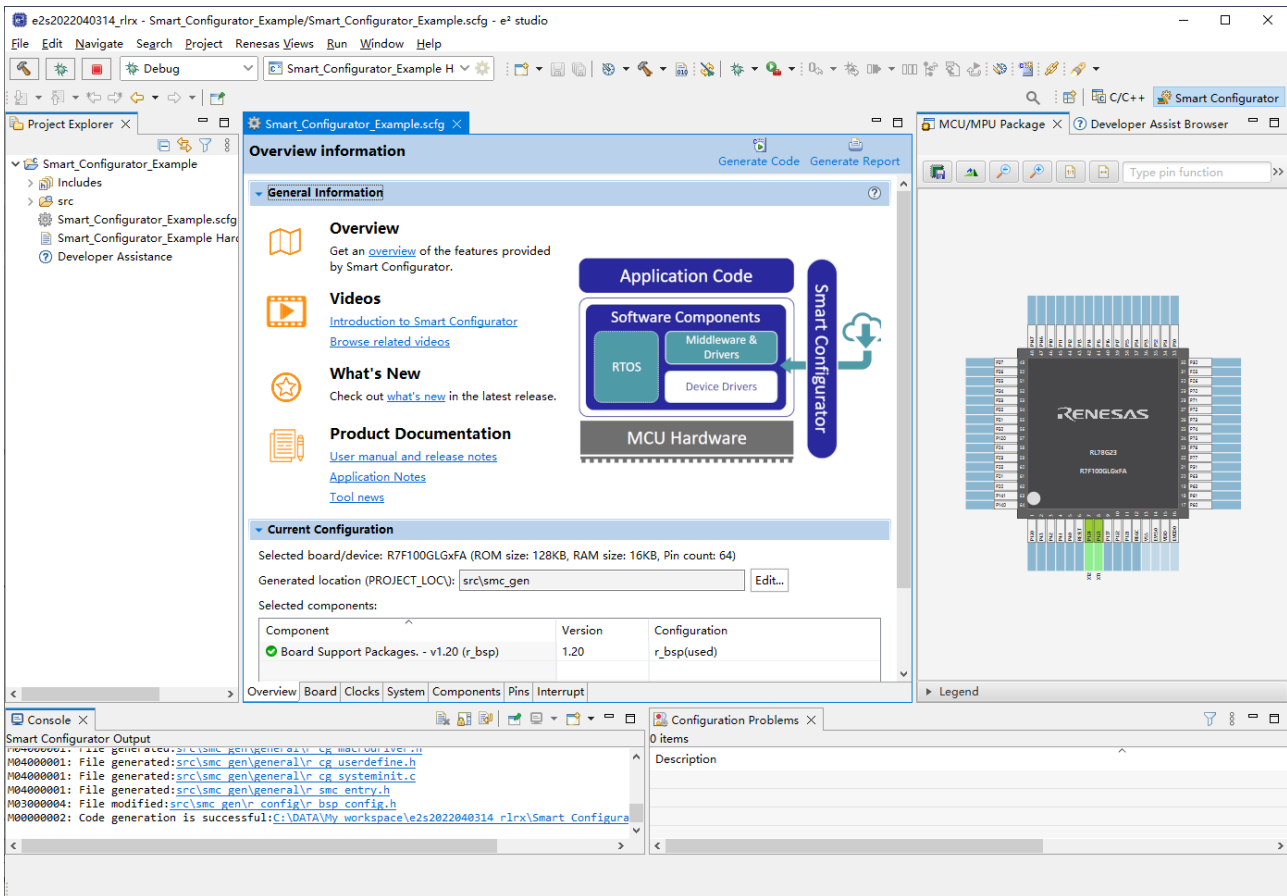 e2s2022040314_rlrx - Smart_Configurator_Example/Smart_Configurator_Example.scfg - e² studio
File Edit Navigate Search Project Renesas Views Run Window Help
Debug
Smart_Configurator_Example H
C/C++
Smart Configurator
Project Explorer
Smart_Configurator_Example
Includes
src
Smart_Configurator_Example.scfg
Smart_Configurator_Example Hard
Developer Assistance
Smart_Configurator_Example.scfg
Overview information
Generate Code
Generate Report
General Information
Overview
Get an overview of the features provided
by Smart Configurator.
Videos
Introduction to Smart Configurator
Browse related videos
What's New
Check out what's new in the latest release.
Product Documentation
User manual and release notes
Application Notes
Tool news
Application Code
Software Components
RTOS
Middleware &
Drivers
Device Drivers
MCU Hardware
Smart Configurator
Current Configuration
Selected board/device: R7F100GLGxFA (ROM size: 128KB, RAM size: 16KB, Pin count: 64)
Generated location (PROJECT_LOC\): src\smc_gen Edit...
Selected components:
Component Version Configuration
Board Support Packages. - v1.20 (r_bsp) 1.20 r_bsp(used)
Overview Board Clocks System Components Pins Interrupt
MCU/MPU Package
Developer Assist Browser
Type pin function
RENESAS
RL78G23
R7F100GLGxFA
Legend
Console
Smart Configurator Output
M04000001: File generated:src\smc_gen\general\r_cg_macrodriver.h
M04000001: File generated:src\smc_gen\general\r_cg_userdefine.h
M04000001: File generated:src\smc_gen\general\r_cg_systeminit.c
M04000001: File generated:src\smc_gen\general\r_smc_entry.h
M03000004: File modified:src\smc_gen\r_config\r_bsp_config.h
M00000002: Code generation is successful:C:\DATA\My_workspace\e2s2022040314_rlrx\Smart_Configura
Configuration Problems
0 items
Description